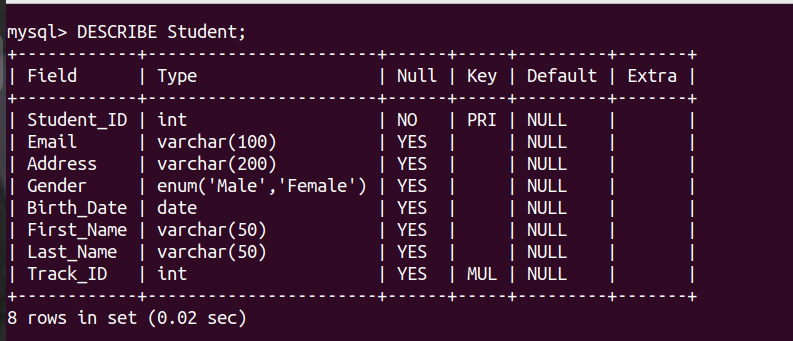 mysql> DESCRIBE Student;
+------------+-----------------------+------+-----+---------+-------+
| Field      | Type                  | Null | Key | Default | Extra |
+------------+-----------------------+------+-----+---------+-------+
| Student_ID | int                   | NO   | PRI | NULL    |       |
| Email      | varchar(100)          | YES  |     | NULL    |       |
| Address    | varchar(200)          | YES  |     | NULL    |       |
| Gender     | enum('Male','Female') | YES  |     | NULL    |       |
| Birth_Date | date                  | YES  |     | NULL    |       |
| First_Name | varchar(50)           | YES  |     | NULL    |       |
| Last_Name  | varchar(50)           | YES  |     | NULL    |       |
| Track_ID   | int                   | YES  | MUL | NULL    |       |
+------------+-----------------------+------+-----+---------+-------+
8 rows in set (0.02 sec)